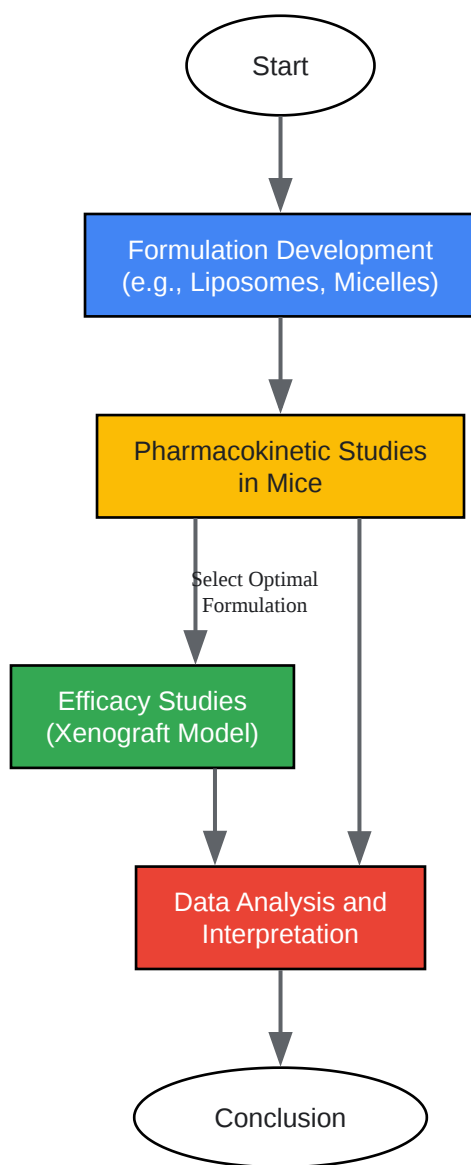 Start
Formulation Development
(e.g., Liposomes, Micelles)
Pharmacokinetic Studies
in Mice
Select Optimal
Formulation
Efficacy Studies
(Xenograft Model)
Data Analysis and
Interpretation
Conclusion